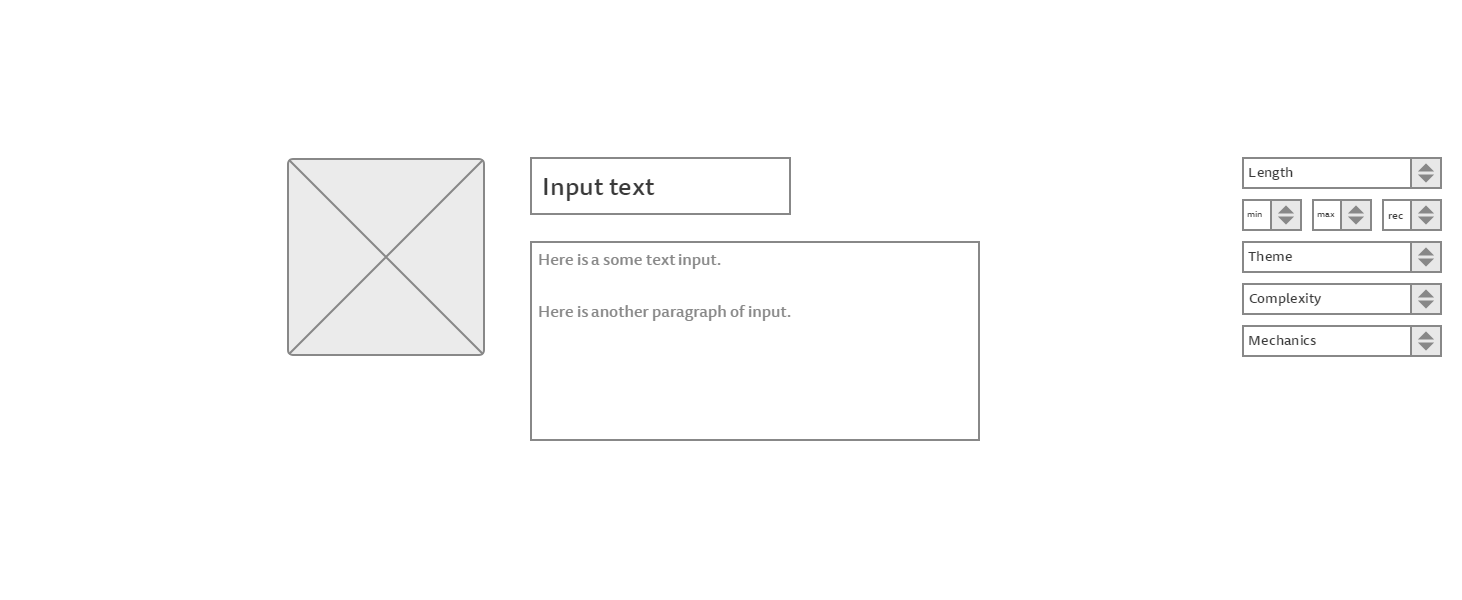 Input text
Here is a some text input.
Here is another paragraph of input.
Length
min max rec
Theme
Complexity
Mechanics